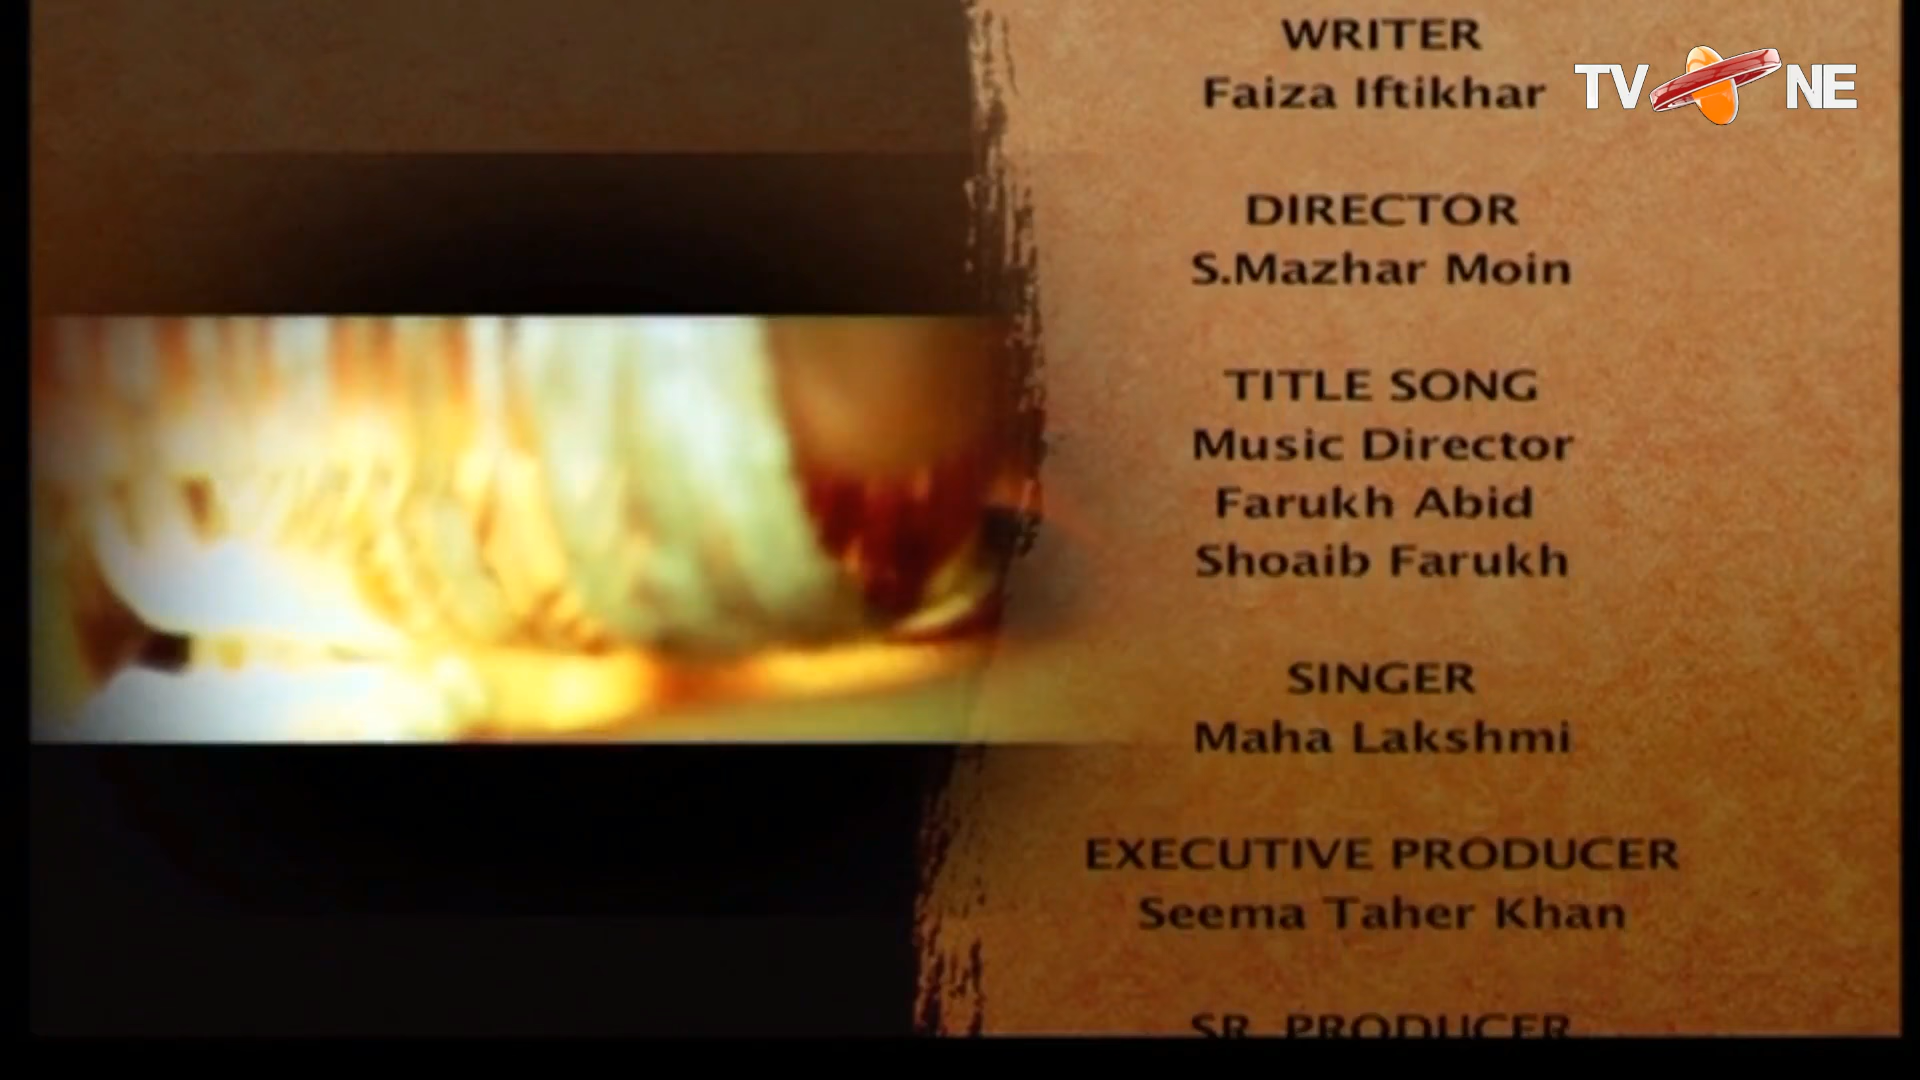 WRITER
Faiza Iftikhar
TV ONE
DIRECTOR
S.Mazhar Moin
TITLE SONG
Music Director
Farukh Abid
Shoaib Farukh
SINGER
Maha Lakshmi
EXECUTIVE PRODUCER
Seema Taher Khan
SR. PRODUCER